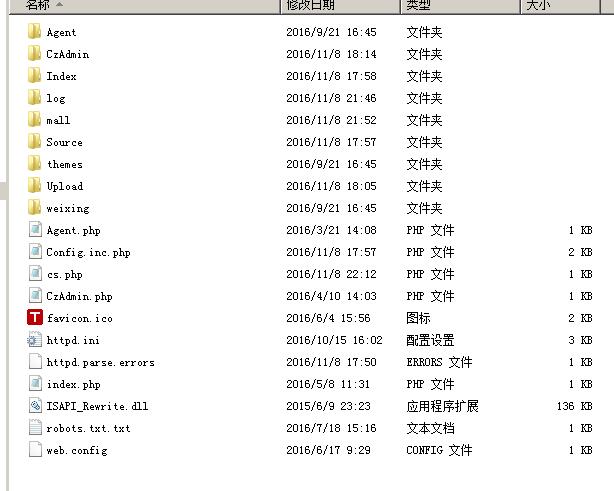 名称 修改日期 类型 大小
Agent 2016/9/21 16:45 文件夹
CzAdmin 2016/11/8 18:14 文件夹
Index 2016/11/8 17:58 文件夹
log 2016/11/8 21:46 文件夹
mall 2016/11/8 21:52 文件夹
Source 2016/11/8 17:57 文件夹
themes 2016/9/21 16:45 文件夹
Upload 2016/11/8 18:05 文件夹
weixing 2016/9/21 16:45 文件夹
Agent.php 2016/3/21 14:08 PHP 文件 1 KB
Config.inc.php 2016/11/8 17:57 PHP 文件 2 KB
cs.php 2016/11/8 22:12 PHP 文件 1 KB
CzAdmin.php 2016/4/10 14:03 PHP 文件 1 KB
favicon.ico 2016/6/4 15:56 图标 2 KB
httpd.ini 2016/10/15 16:02 配置设置 3 KB
httpd.parse.errors 2016/11/8 17:50 ERRORS 文件 1 KB
index.php 2016/5/8 11:31 PHP 文件 1 KB
ISAPI_Rewrite.dll 2015/6/9 23:23 应用程序扩展 136 KB
robots.txt.txt 2016/7/18 15:16 文本文档 1 KB
web.config 2016/6/17 9:29 CONFIG 文件 1 KB